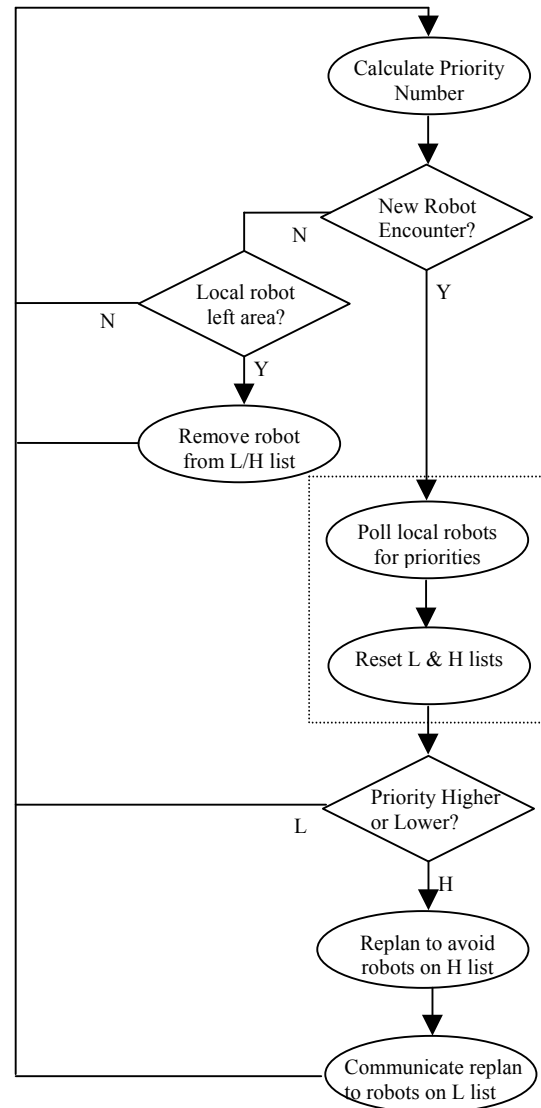 Calculate Priority
Number
New Robot
Encounter?
N
Y
Local robot
left area?
N
Y
Remove robot
from L/H list
Poll local robots
for priorities
Reset L & H lists
Priority Higher
or Lower?
L
H
Replan to avoid
robots on H list
Communicate replan
to robots on L list